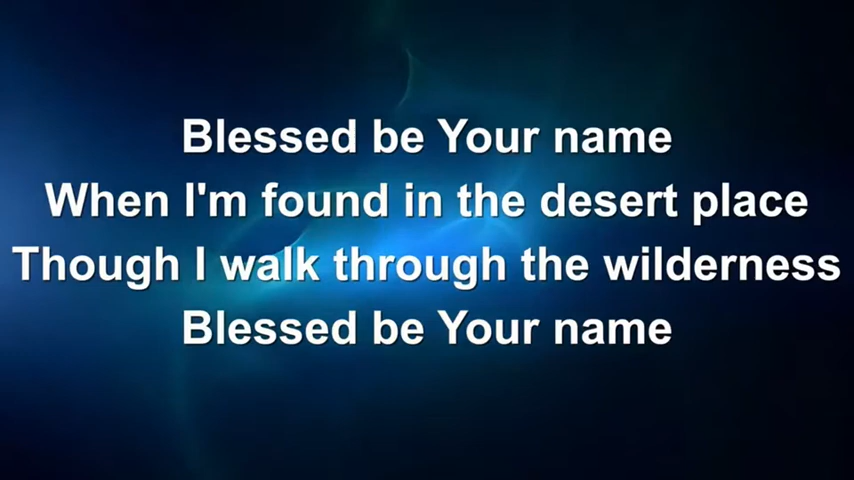 Blessed be Your name
When I'm found in the desert place
Though I walk through the wilderness
Blessed be Your name